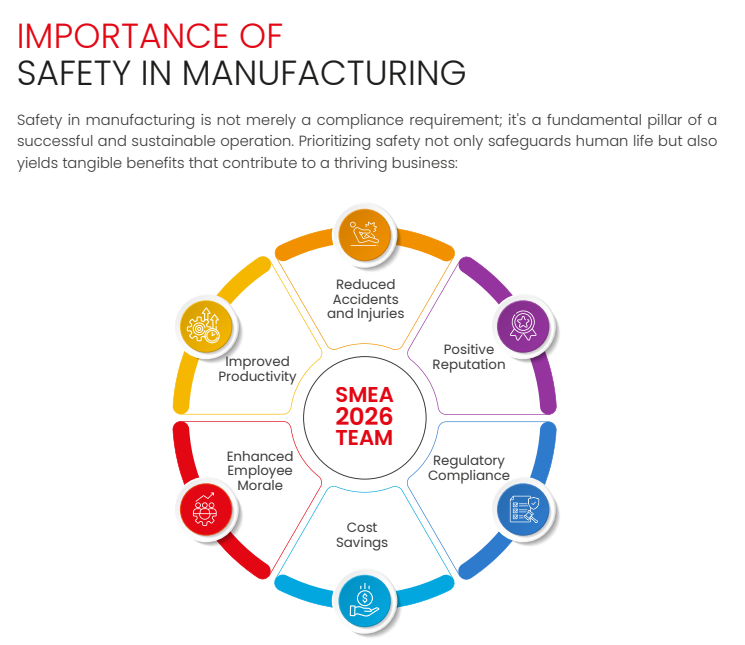 IMPORTANCE OF
SAFETY IN MANUFACTURING
Safety in manufacturing is not merely a compliance requirement; it's a fundamental pillar of a
successful and sustainable operation. Prioritizing safety not only safeguards human life but also
yields tangible benefits that contribute to a thriving business:
Reduced
Accidents
and Injuries
Positive
Reputation
Regulatory
Compliance
Cost
Savings
Enhanced
Employee
Morale
Improved
Productivity
SMEA
2026
TEAM
$